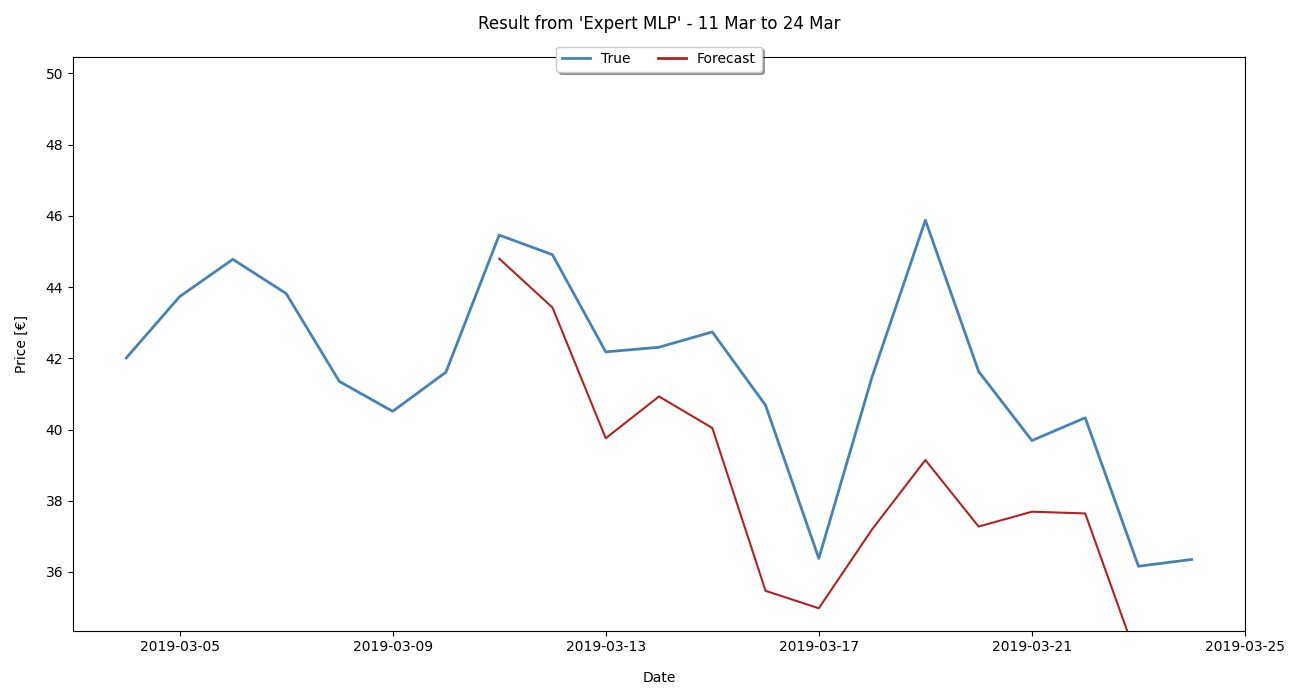 Result from 'Expert MLP' - 11 Mar to 24 Mar
True Forecast
50
48
46
44
42
40
38
36
Price [€]
2019-03-05 2019-03-09 2019-03-13 2019-03-17 2019-03-21 2019-03-25
Date